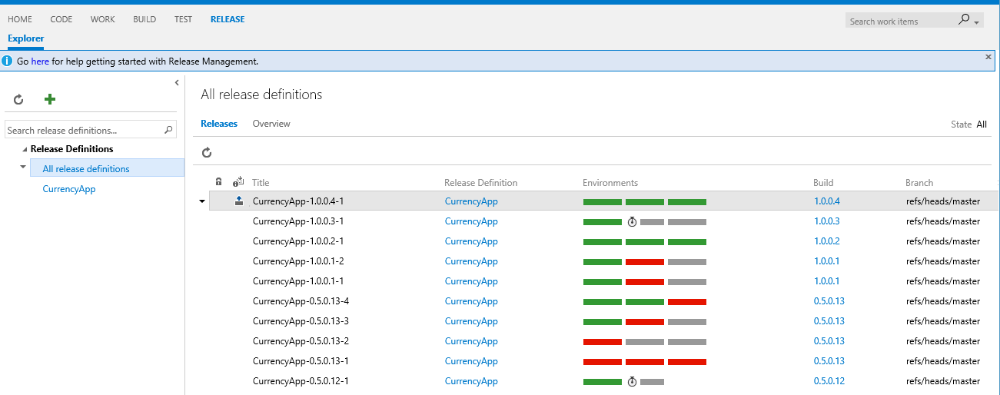 HOME CODE WORK BUILD TEST RELEASE
Search work items
Explorer
Go here for help getting started with Release Management.
All release definitions
Releases Overview
State All
Search release definitions...
Release Definitions
All release definitions
CurrencyApp
Title Release Definition Environments Build Branch
CurrencyApp-1.0.0.4-1 CurrencyApp 1.0.0.4 refs/heads/master
CurrencyApp-1.0.0.3-1 CurrencyApp 1.0.0.3 refs/heads/master
CurrencyApp-1.0.0.2-1 CurrencyApp 1.0.0.2 refs/heads/master
CurrencyApp-1.0.0.1-2 CurrencyApp 1.0.0.1 refs/heads/master
CurrencyApp-1.0.0.1-1 CurrencyApp 1.0.0.1 refs/heads/master
CurrencyApp-0.5.0.13-4 CurrencyApp 0.5.0.13 refs/heads/master
CurrencyApp-0.5.0.13-3 CurrencyApp 0.5.0.13 refs/heads/master
CurrencyApp-0.5.0.13-2 CurrencyApp 0.5.0.13 refs/heads/master
CurrencyApp-0.5.0.13-1 CurrencyApp 0.5.0.13 refs/heads/master
CurrencyApp-0.5.0.12-1 CurrencyApp 0.5.0.12 refs/heads/master